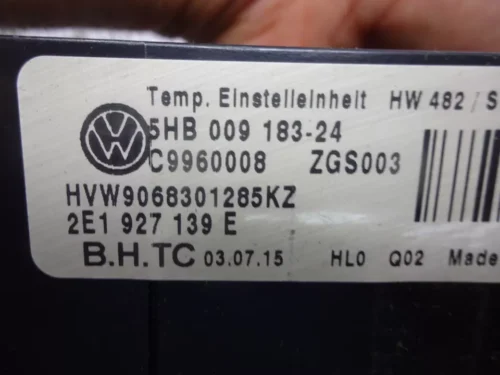 Temp. Einstelleinheit HW 482 / S
5HB 009 183-24
C9960008 ZGS003
HVW9068301285KZ
2E1 927 139 E
B.H.TC 03.07.15 HL0 Q02 Made